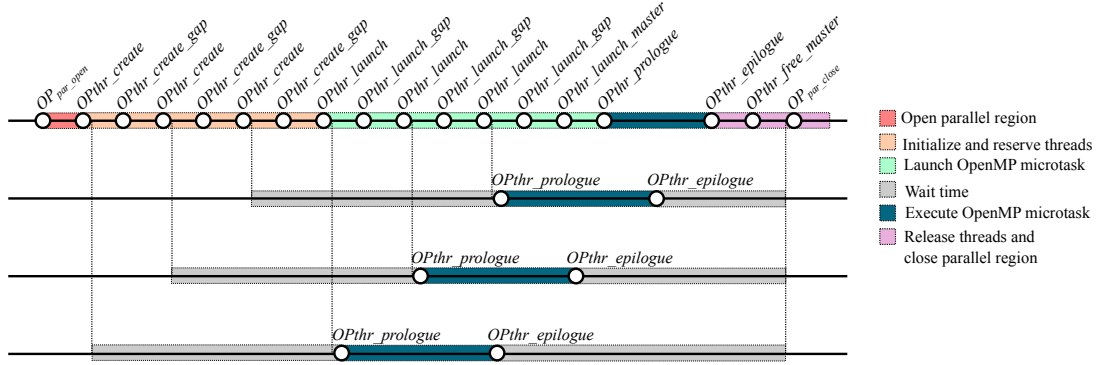 OPpar_open
OPthr_create
OPthr_create_gap
OPthr_create
OPthr_create_gap
OPthr_create
OPthr_create_gap
OPthr_launch
OPthr_launch_gap
OPthr_launch
OPthr_launch_gap
OPthr_launch
OPthr_launch_gap
OPthr_launch_master
OPthr_prologue
OPthr_epilogue
OPthr_free_master
OPpar_close
Open parallel region
Initialize and reserve threads
Launch OpenMP microtask
Wait time
Execute OpenMP microtask
Release threads and
close parallel region
OPthr_prologue
OPthr_epilogue
OPthr_prologue
OPthr_epilogue
OPthr_prologue
OPthr_epilogue